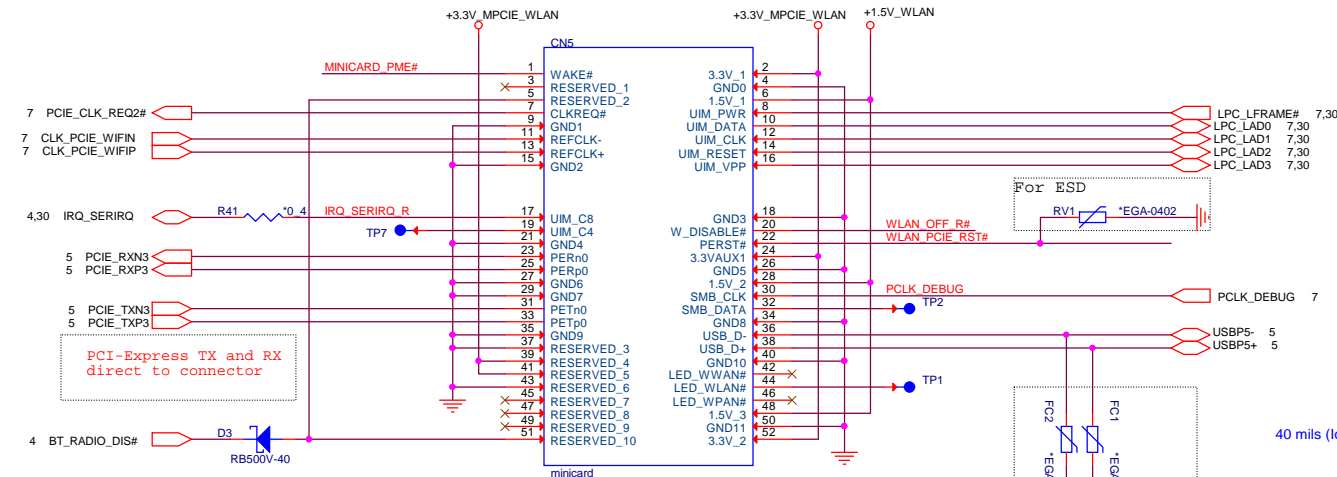 +3.3V_MPCIE_WLAN
+3.3V_MPCIE_WLAN
+1.5V_WLAN
CN5
MINICARD_PME#
1 WAKE#
3 RESERVED_1
5 RESERVED_2
7 PCIE_CLK_REQ2# 7 CLKREQ#
9 GND1
7 CLK_PCIE_WIFIN 11 REFCLK-
7 CLK_PCIE_WIFIP 13 REFCLK+
15 GND2
4,30 IRQ_SERIRQ R41 *0_4 IRQ_SERIRQ_R 17 UIM_C8
TP7 19 UIM_C4
21 GND4
5 PCIE_RXN3 23 PERn0
5 PCIE_RXP3 25 PERp0
27 GND6
29 GND7
5 PCIE_TXN3 31 PETn0
5 PCIE_TXP3 33 PETp0
35 GND9
37 RESERVED_3
39 RESERVED_4
41 RESERVED_5
43 RESERVED_6
45 RESERVED_7
47 RESERVED_8
49 RESERVED_9
51 RESERVED_10
PCI-Express TX and RX
direct to connector
4 BT_RADIO_DIS# D3
RB500V-40
minicard
3.3V_1 2
GND0 4
1.5V_1 6
UIM_PWR 8 LPC_LFRAME# 7,30
UIM_DATA 10 LPC_LAD0 7,30
UIM_CLK 12 LPC_LAD1 7,30
UIM_RESET 14 LPC_LAD2 7,30
UIM_VPP 16 LPC_LAD3 7,30
For ESD
RV1 *EGA-0402
GND3 18
W_DISABLE# 20 WLAN_OFF_R#
PERST# 22 WLAN_PCIE_RST#
3.3VAUX1 24
GND5 26
1.5V_2 28
SMB_CLK 30 PCLK_DEBUG PCLK_DEBUG 7
SMB_DATA 32 TP2
GND8 34
USB_D- 36 USBP5- 5
USB_D+ 38 USBP5+ 5
GND10 40
LED_WWAN# 42
LED_WLAN# 44 TP1
LED_WPAN# 46
1.5V_3 48
GND11 50
3.3V_2 52
FC2
FC1
*EGA
*EGA
40 mils